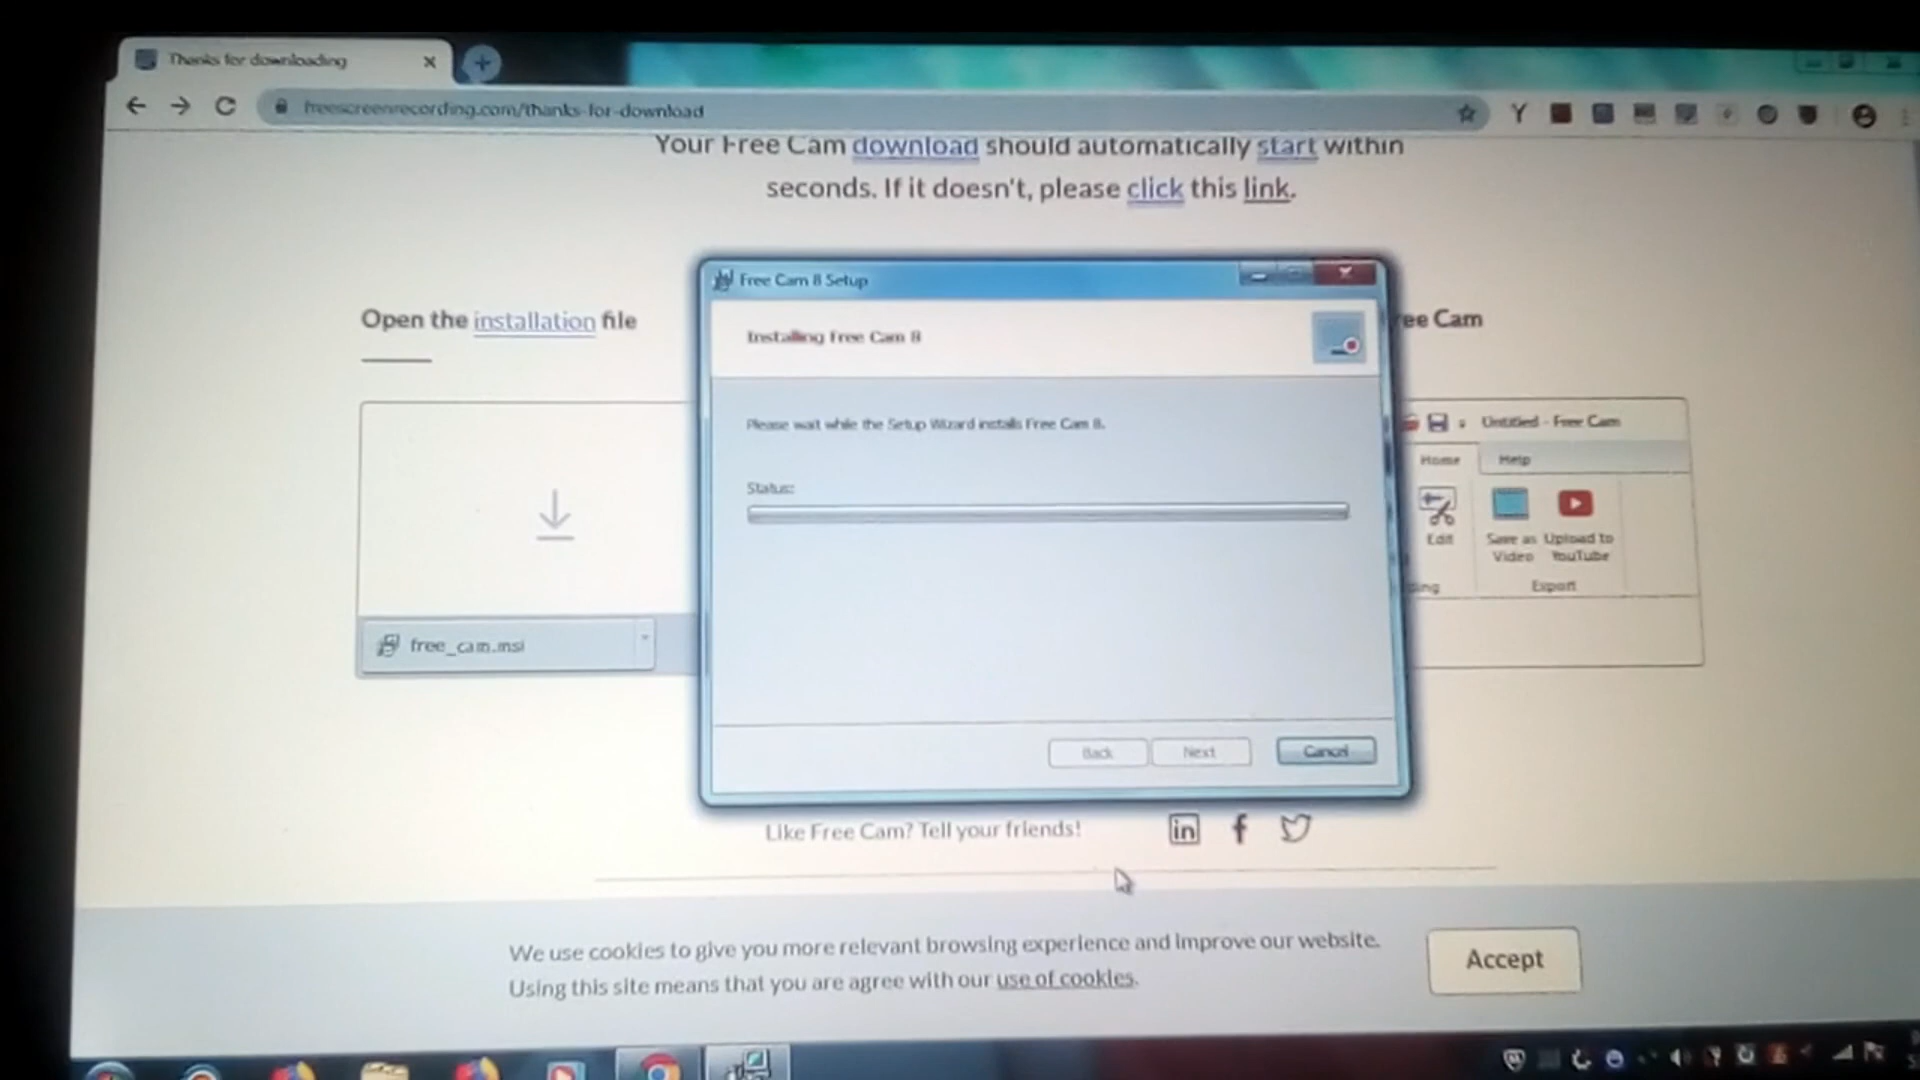 Thanks for downloading
freescreenrecording.com/thanks-for-download
Your Free Cam download should automatically start within
seconds. If it doesn't, please click this link.
Free Cam 8 Setup
Installing Free Cam 8
Please wait while the Setup Wizard installs Free Cam 8.
Status:
Back Next Cancel
Open the installation file
free_cam.msi
ree Cam
Untitled - Free Cam
Home Help
Edit Save as Video Upload to YouTube
Export
Like Free Cam? Tell your friends!
in f
We use cookies to give you more relevant browsing experience and improve our website.
Using this site means that you are agree with our use of cookies.
Accept